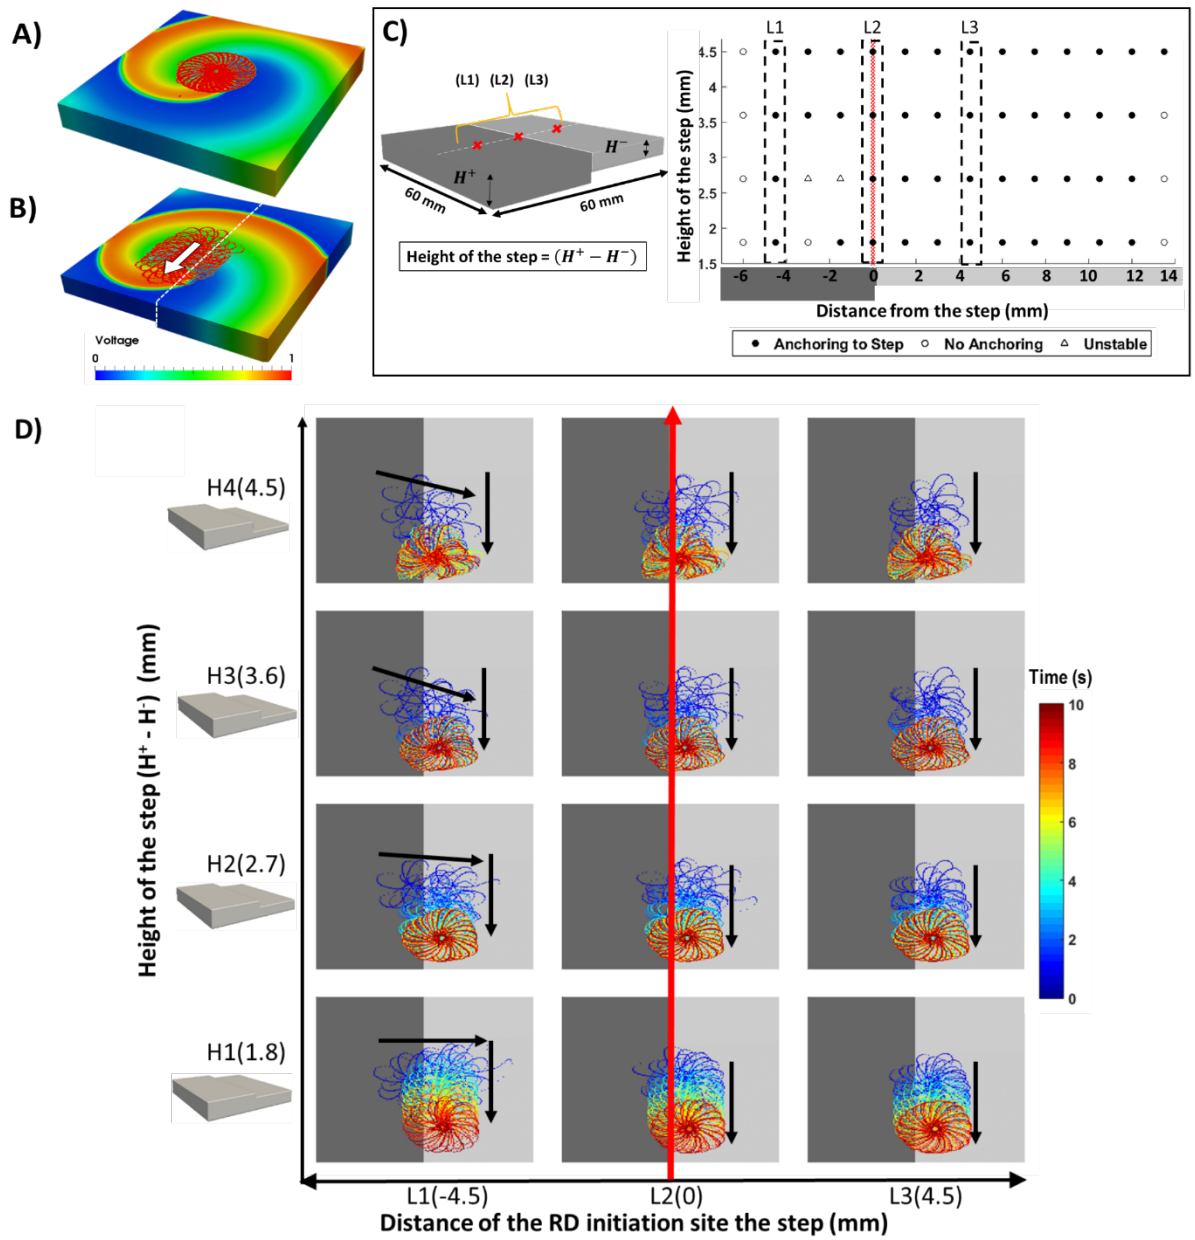 A)
B)
Voltage
0
1
C)
(L1) (L2) (L3)
H⁺
H⁻
60 mm
60 mm
Height of the step = (H⁺ − H⁻)
L1
L2
L3
Height of the step (mm)
4.5
4
3.5
3
2.5
2
1.5
-6 -4 -2 0 2 4 6 8 10 12 14
Distance from the step (mm)
Anchoring to Step
No Anchoring
Unstable
D)
Height of the step (H⁺ - H⁻) (mm)
H4(4.5)
H3(3.6)
H2(2.7)
H1(1.8)
Time (s)
10
8
6
4
2
0
L1(-4.5)
L2(0)
L3(4.5)
Distance of the RD initiation site the step (mm)